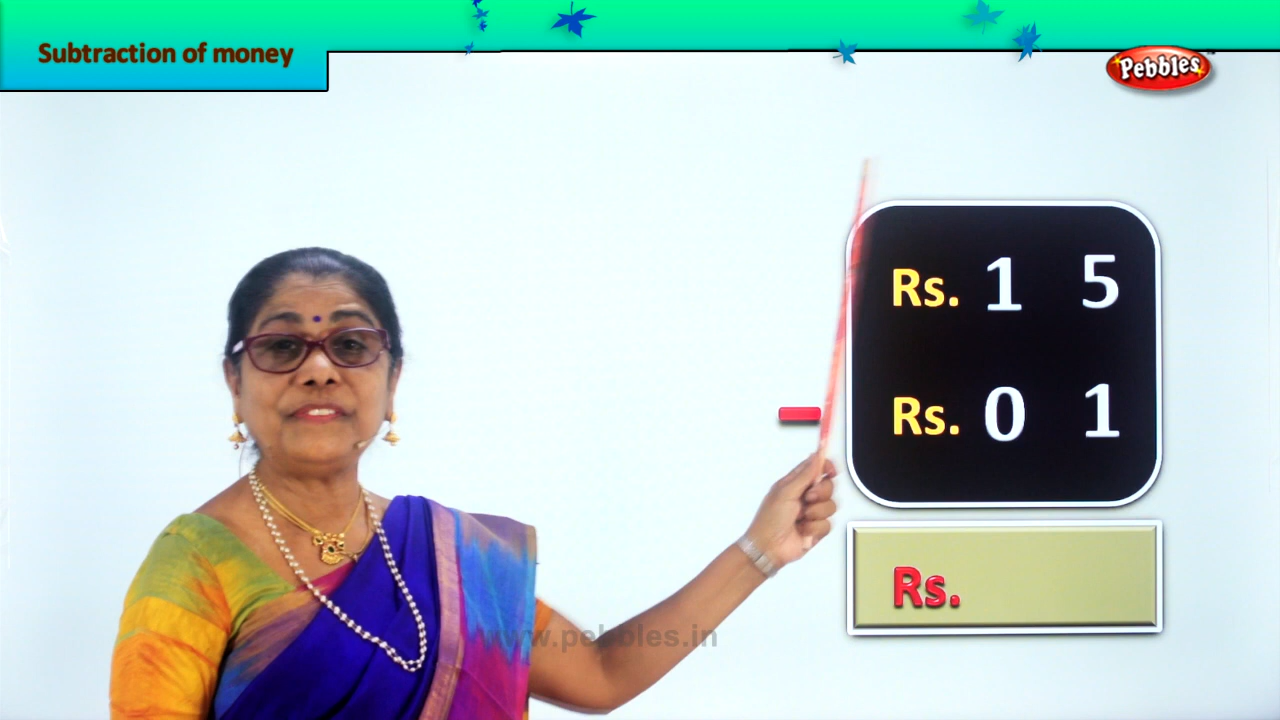 Subtraction of money
Pebbles
Rs. 1 5
- Rs. 0 1
Rs.
www.pebbles.in